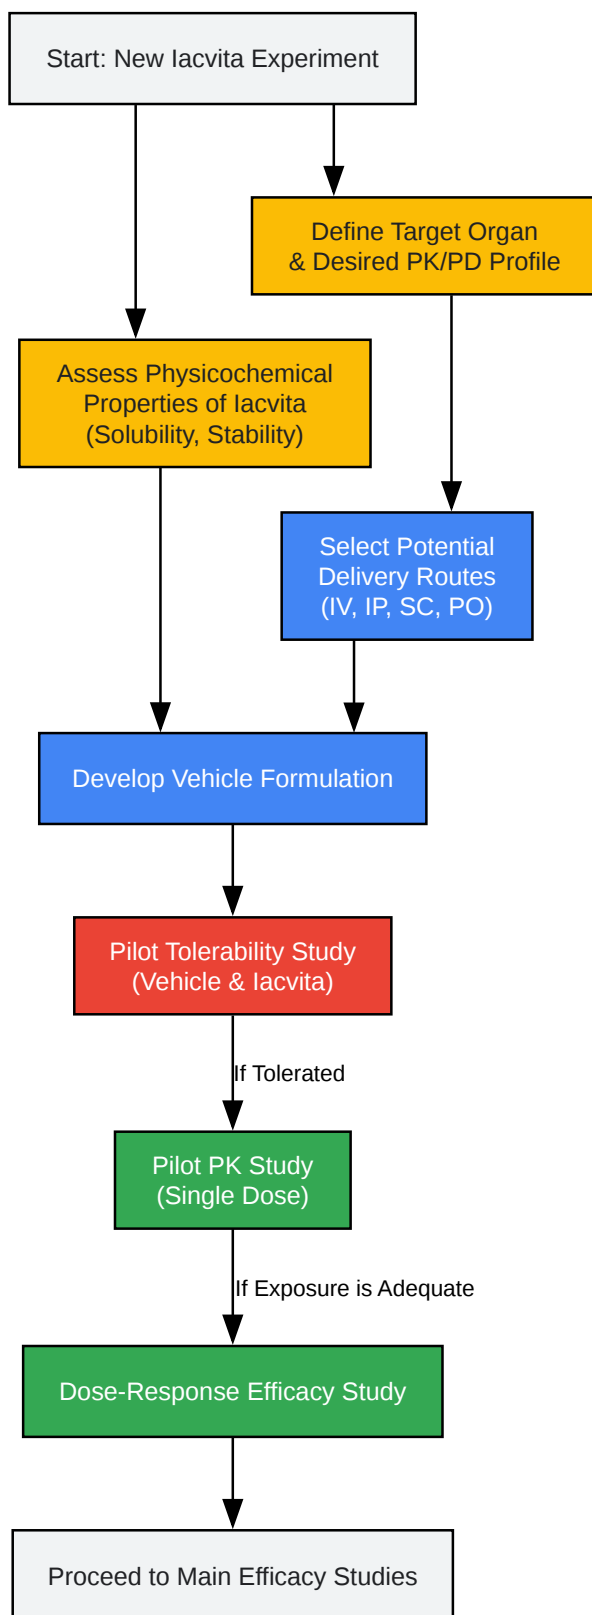 Start: New Iacvita Experiment
Define Target Organ
& Desired PK/PD Profile
Assess Physicochemical
Properties of Iacvita
(Solubility, Stability)
Select Potential
Delivery Routes
(IV, IP, SC, PO)
Develop Vehicle Formulation
Pilot Tolerability Study
(Vehicle & Iacvita)
If Tolerated
Pilot PK Study
(Single Dose)
If Exposure is Adequate
Dose-Response Efficacy Study
Proceed to Main Efficacy Studies